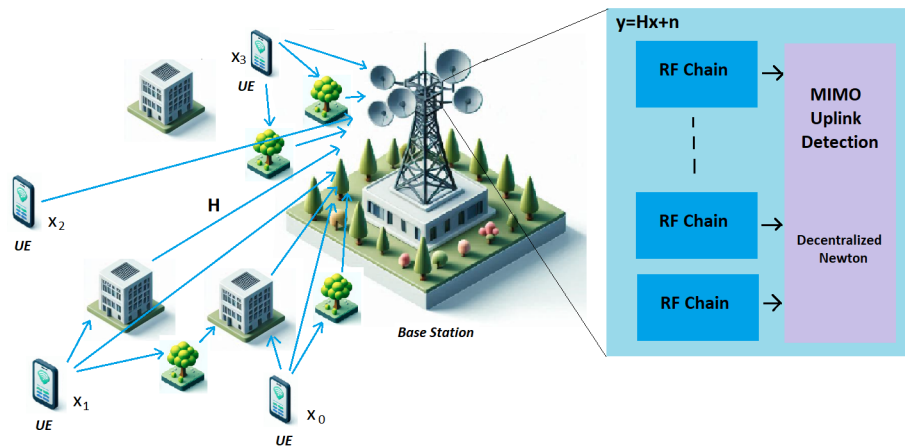 y=Hx+n
RF Chain
RF Chain
RF Chain
MIMO
Uplink
Detection
Decentralized
Newton
x3
UE
x2
UE
H
x1
UE
x0
UE
Base Station